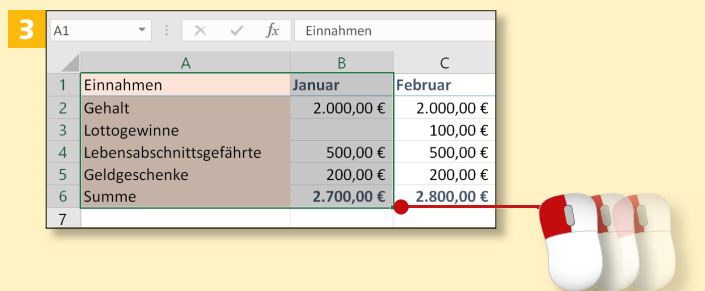 3
A1 fx Einnahmen
A B C
1 Einnahmen Januar Februar
2 Gehalt 2.000,00 € 2.000,00 €
3 Lottogewinne 100,00 €
4 Lebensabschnittsgefährte 500,00 € 500,00 €
5 Geldgeschenke 200,00 € 200,00 €
6 Summe 2.700,00 € 2.800,00 €
7